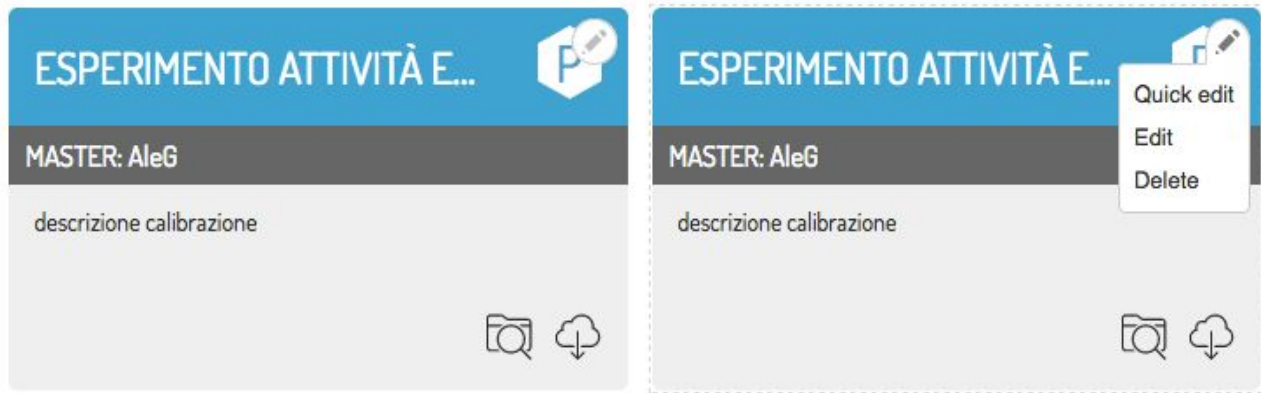 ESPERIMENTO ATTIVITÀ E...
P
MASTER: AleG
descrizione calibrazione
ESPERIMENTO ATTIVITÀ E...
Quick edit
Edit
Delete
MASTER: AleG
descrizione calibrazione